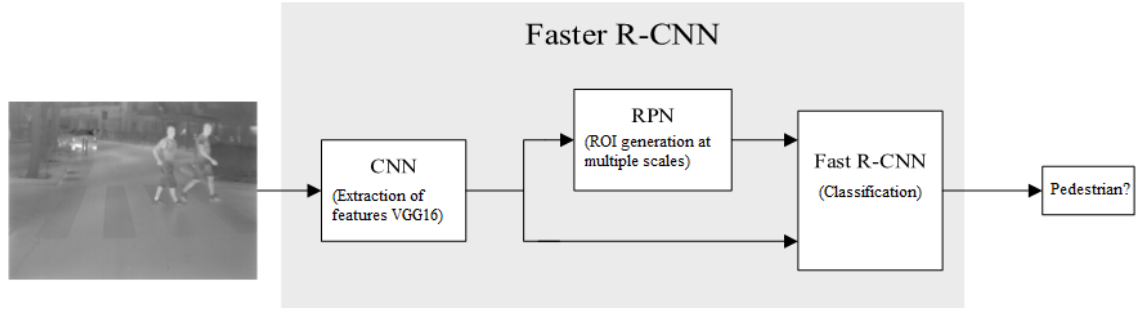 Faster R-CNN
CNN
(Extraction of
features VGG16)
RPN
(ROI generation at
multiple scales)
Fast R-CNN
(Classification)
Pedestrian?